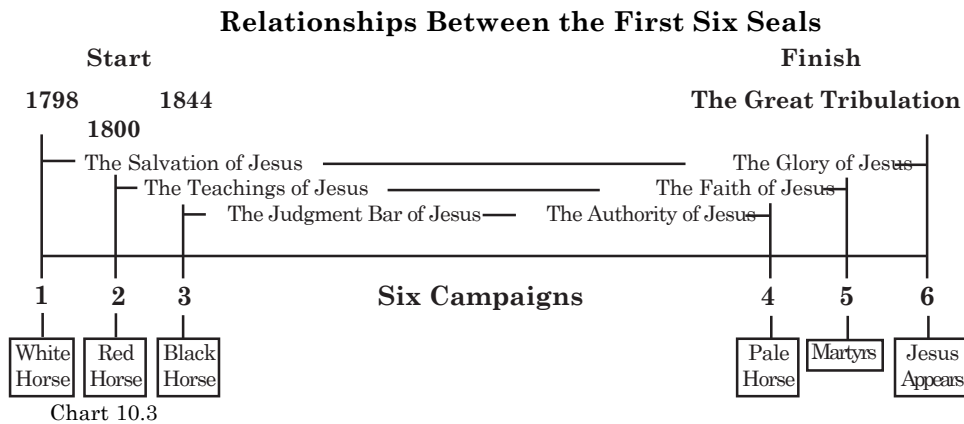 Relationships Between the First Six Seals
Start Finish
1798 1844 The Great Tribulation
1800
The Salvation of Jesus The Glory of Jesus
The Teachings of Jesus The Faith of Jesus
The Judgment Bar of Jesus The Authority of Jesus
1 2 3 Six Campaigns 4 5 6
White Red Black Pale Martyrs Jesus
Horse Horse Horse Horse Appears
Chart 10.3